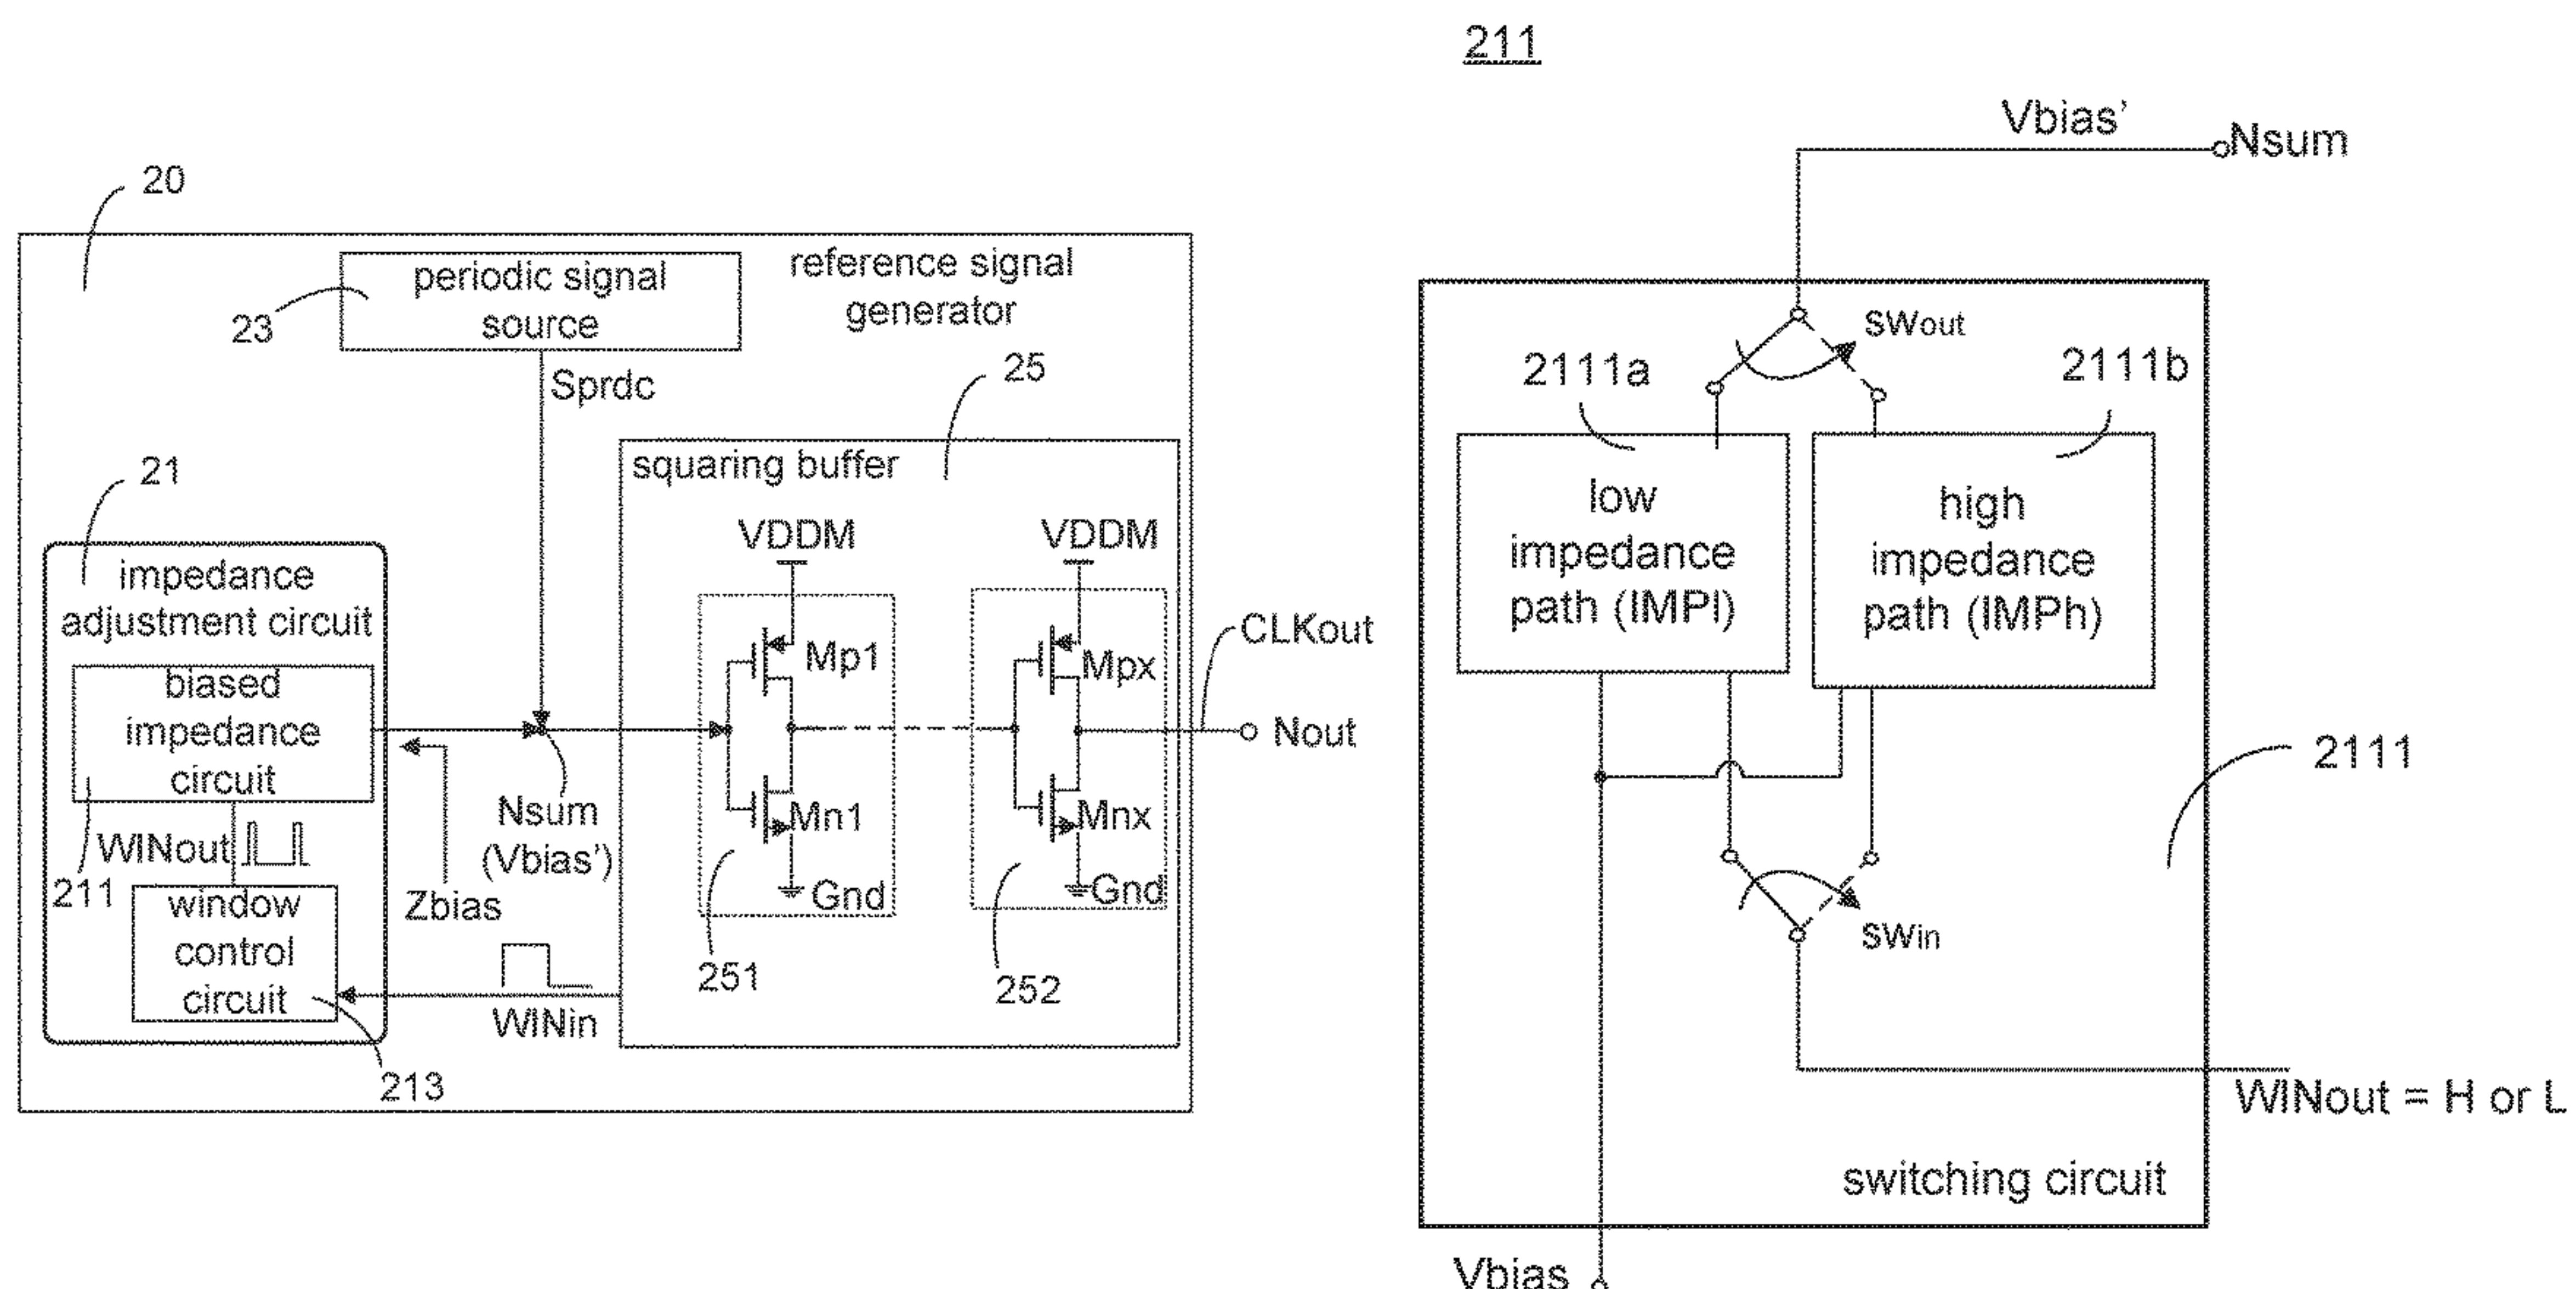 20
periodic signal
source
23
reference signal
generator
Sprdc
25
squaring buffer
21
impedance
adjustment circuit
biased
impedance
circuit
211
WINout
window
control
circuit
213
Zbias
Nsum
(Vbias')
WINin
VDDM
VDDM
Mp1
Mpx
Mn1
Mnx
Gnd
Gnd
251
252
CLKout
Nout
211
Vbias'
Nsum
swout
2111a
2111b
low
impedance
path (IMPl)
high
impedance
path (IMPh)
2111
swin
WINout = H or L
switching circuit
Vbias